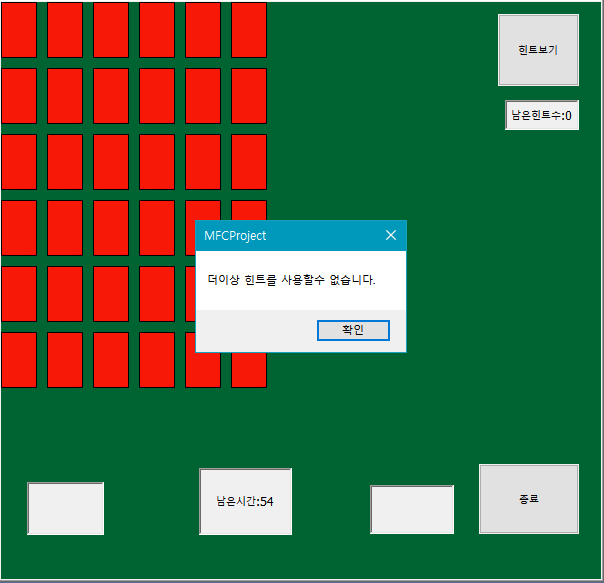 힌트보기
남은힌트수:0
MFCProject
더이상 힌트를 사용할수 없습니다.
확인
남은시간:54
종료